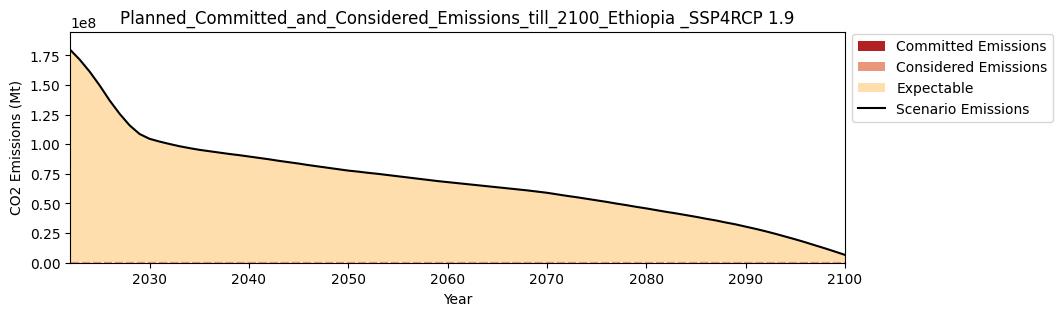 Planned_Committed_and_Considered_Emissions_till_2100_Ethiopia _SSP4RCP 1.9
1e8
1.75
1.50
1.25
1.00
0.75
0.50
0.25
0.00
CO2 Emissions (Mt)
2030 2040 2050 2060 2070 2080 2090 2100
Year
Committed Emissions
Considered Emissions
Expectable
Scenario Emissions